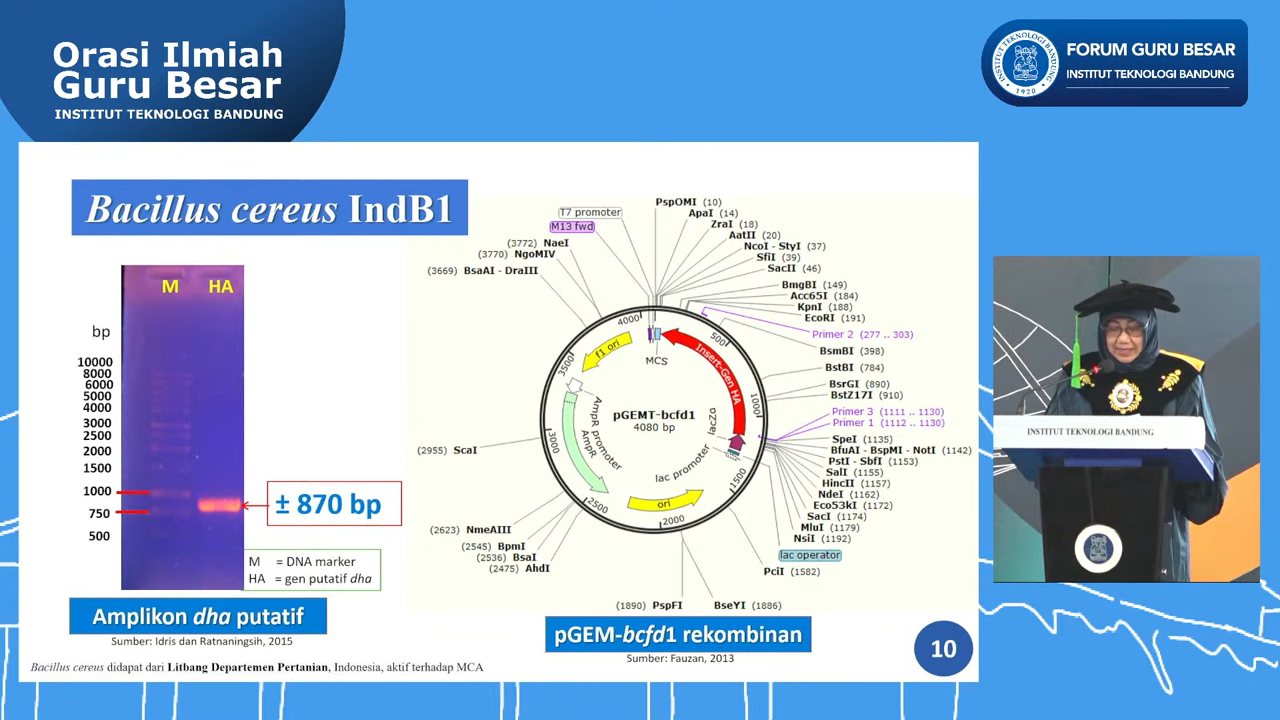 Orasi Ilmiah
Guru Besar
INSTITUT TEKNOLOGI BANDUNG
FORUM GURU BESAR
INSTITUT TEKNOLOGI BANDUNG
Bacillus cereus IndB1
M HA
bp
10000
8000
6000
5000
4000
3000
2500
2000
1500
1000
750
500
± 870 bp
M = DNA marker
HA = gen putatif dha
Amplikon dha putatif
Sumber: Idris dan Ratnaningsih, 2015
Bacillus cereus didapat dari Litbang Departemen Pertanian, Indonesia, aktif terhadap MCA
T7 promoter
M13 fwd
(3772) NaeI
(3770) NgoMIV
(3669) BsaAI - DraIII
(2955) ScaI
(2623) NmeAIII
(2545) BpmI
(2536) BsaI
(2475) AhdI
(1890) PspFI
BseYI (1886)
PspOMI (10)
ApaI (14)
ZraI (18)
AatII (20)
NcoI - StyI (37)
SfiI (39)
SacII (46)
BmgBI (149)
Acc65I (184)
KpnI (188)
EcoRI (191)
Primer 2 (277 .. 303)
BsmBI (398)
BstBI (784)
BsrGI (890)
BstZ17I (910)
Primer 3 (1111 .. 1130)
Primer 1 (1112 .. 1130)
SpeI (1135)
BfuAI - BspMI - NotI (1142)
PstI - SbfI (1153)
SalI (1155)
HincII (1157)
NdeI (1162)
Eco53kI (1172)
SacI (1174)
MluI (1179)
NsiI (1192)
lac operator
PciI (1582)
4000
500
1000
1500
2000
2500
3000
3500
f1 ori
MCS
Insert-Gen HA
AmpR promoter
AmpR
lacZα
lac promoter
ori
pGEMT-bcfd1
4080 bp
pGEM-bcfd1 rekombinan
Sumber: Fauzan, 2013
10
INSTITUT TEKNOLOGI BANDUNG